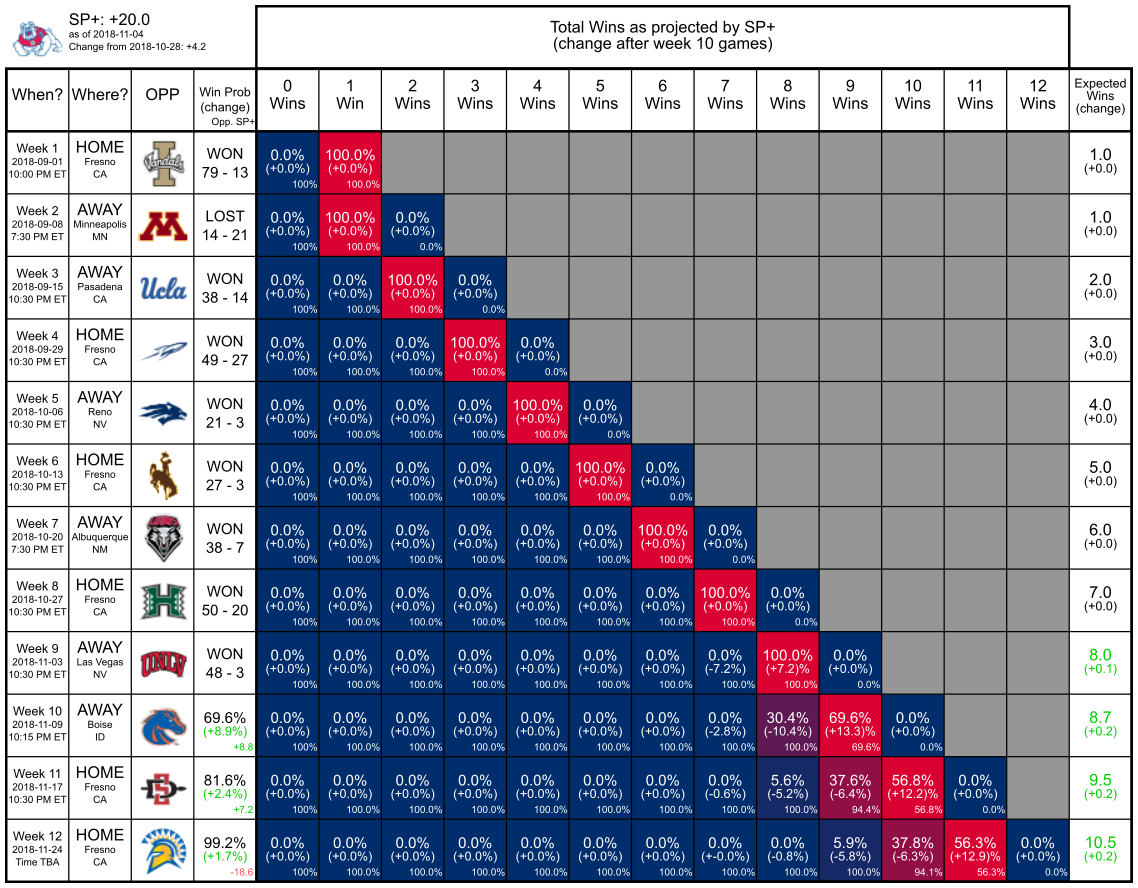 SP+: +20.0
as of 2018-11-04
Change from 2018-10-28: +4.2
Total Wins as projected by SP+
(change after week 10 games)
When? Where? OPP Win Prob (change) Opp. SP+ 0 Wins 1 Win 2 Wins 3 Wins 4 Wins 5 Wins 6 Wins 7 Wins 8 Wins 9 Wins 10 Wins 11 Wins 12 Wins Expected Wins (change)
Week 1 HOME Vandals WON 0.0% 100.0% 1.0
2018-09-01 Fresno 79 - 13 (+0.0%) (+0.0%) (+0.0)
10:00 PM ET CA 100% 100.0%
Week 2 AWAY M LOST 0.0% 100.0% 0.0% 1.0
2018-09-08 Minneapolis 14 - 21 (+0.0%) (+0.0%) (+0.0%) (+0.0)
7:30 PM ET MN 100% 100.0% 0.0%
Week 3 AWAY Ucla WON 0.0% 0.0% 100.0% 0.0% 2.0
2018-09-15 Pasadena 38 - 14 (+0.0%) (+0.0%) (+0.0%) (+0.0%) (+0.0)
10:30 PM ET CA 100% 100.0% 100.0% 0.0%
Week 4 HOME WON 0.0% 0.0% 0.0% 100.0% 0.0% 3.0
2018-09-29 Fresno 49 - 27 (+0.0%) (+0.0%) (+0.0%) (+0.0%) (+0.0%) (+0.0)
10:30 PM ET CA 100% 100.0% 100.0% 100.0% 0.0%
Week 5 AWAY WON 0.0% 0.0% 0.0% 0.0% 100.0% 0.0% 4.0
2018-10-06 Reno 21 - 3 (+0.0%) (+0.0%) (+0.0%) (+0.0%) (+0.0%) (+0.0%) (+0.0)
10:30 PM ET NV 100% 100.0% 100.0% 100.0% 100.0% 0.0%
Week 6 HOME WON 0.0% 0.0% 0.0% 0.0% 0.0% 100.0% 0.0% 5.0
2018-10-13 Fresno 27 - 3 (+0.0%) (+0.0%) (+0.0%) (+0.0%) (+0.0%) (+0.0%) (+0.0%) (+0.0)
10:30 PM ET CA 100% 100.0% 100.0% 100.0% 100.0% 100.0% 0.0%
Week 7 AWAY WON 0.0% 0.0% 0.0% 0.0% 0.0% 0.0% 100.0% 0.0% 6.0
2018-10-20 Albuquerque 38 - 7 (+0.0%) (+0.0%) (+0.0%) (+0.0%) (+0.0%) (+0.0%) (+0.0%) (+0.0%) (+0.0)
7:30 PM ET NM 100% 100.0% 100.0% 100.0% 100.0% 100.0% 100.0% 0.0%
Week 8 HOME H WON 0.0% 0.0% 0.0% 0.0% 0.0% 0.0% 0.0% 100.0% 0.0% 7.0
2018-10-27 Fresno 50 - 20 (+0.0%) (+0.0%) (+0.0%) (+0.0%) (+0.0%) (+0.0%) (+0.0%) (+0.0%) (+0.0%) (+0.0)
10:30 PM ET CA 100% 100.0% 100.0% 100.0% 100.0% 100.0% 100.0% 100.0% 0.0%
Week 9 AWAY UNLV WON 0.0% 0.0% 0.0% 0.0% 0.0% 0.0% 0.0% 0.0% 100.0% 0.0% 8.0
2018-11-03 Las Vegas 48 - 3 (+0.0%) (+0.0%) (+0.0%) (+0.0%) (+0.0%) (+0.0%) (+0.0%) (-7.2%) (+7.2)% (+0.0%) (+0.1)
10:30 PM ET NV 100% 100.0% 100.0% 100.0% 100.0% 100.0% 100.0% 100.0% 100.0% 0.0%
Week 10 AWAY 69.6% 0.0% 0.0% 0.0% 0.0% 0.0% 0.0% 0.0% 0.0% 30.4% 69.6% 0.0% 8.7
2018-11-09 Boise (+8.9%) (+0.0%) (+0.0%) (+0.0%) (+0.0%) (+0.0%) (+0.0%) (+0.0%) (-2.8%) (-10.4%) (+13.3)% (+0.0%) (+0.2)
10:15 PM ET ID +8.8 100% 100.0% 100.0% 100.0% 100.0% 100.0% 100.0% 100.0% 100.0% 69.6% 0.0%
Week 11 HOME SD 81.6% 0.0% 0.0% 0.0% 0.0% 0.0% 0.0% 0.0% 0.0% 5.6% 37.6% 56.8% 0.0% 9.5
2018-11-17 Fresno (+2.4%) (+0.0%) (+0.0%) (+0.0%) (+0.0%) (+0.0%) (+0.0%) (+0.0%) (-0.6%) (-5.2%) (-6.4%) (+12.2)% (+0.0%) (+0.2)
10:30 PM ET CA +7.2 100% 100.0% 100.0% 100.0% 100.0% 100.0% 100.0% 100.0% 100.0% 94.4% 56.8% 0.0%
Week 12 HOME 99.2% 0.0% 0.0% 0.0% 0.0% 0.0% 0.0% 0.0% 0.0% 0.0% 5.9% 37.8% 56.3% 0.0% 10.5
2018-11-24 Fresno (+1.7%) (+0.0%) (+0.0%) (+0.0%) (+0.0%) (+0.0%) (+0.0%) (+0.0%) (+-0.0%) (-0.8%) (-5.8%) (-6.3%) (+12.9)% (+0.0%) (+0.2)
Time TBA CA -18.6 100% 100.0% 100.0% 100.0% 100.0% 100.0% 100.0% 100.0% 100.0% 100.0% 94.1% 56.3% 0.0%